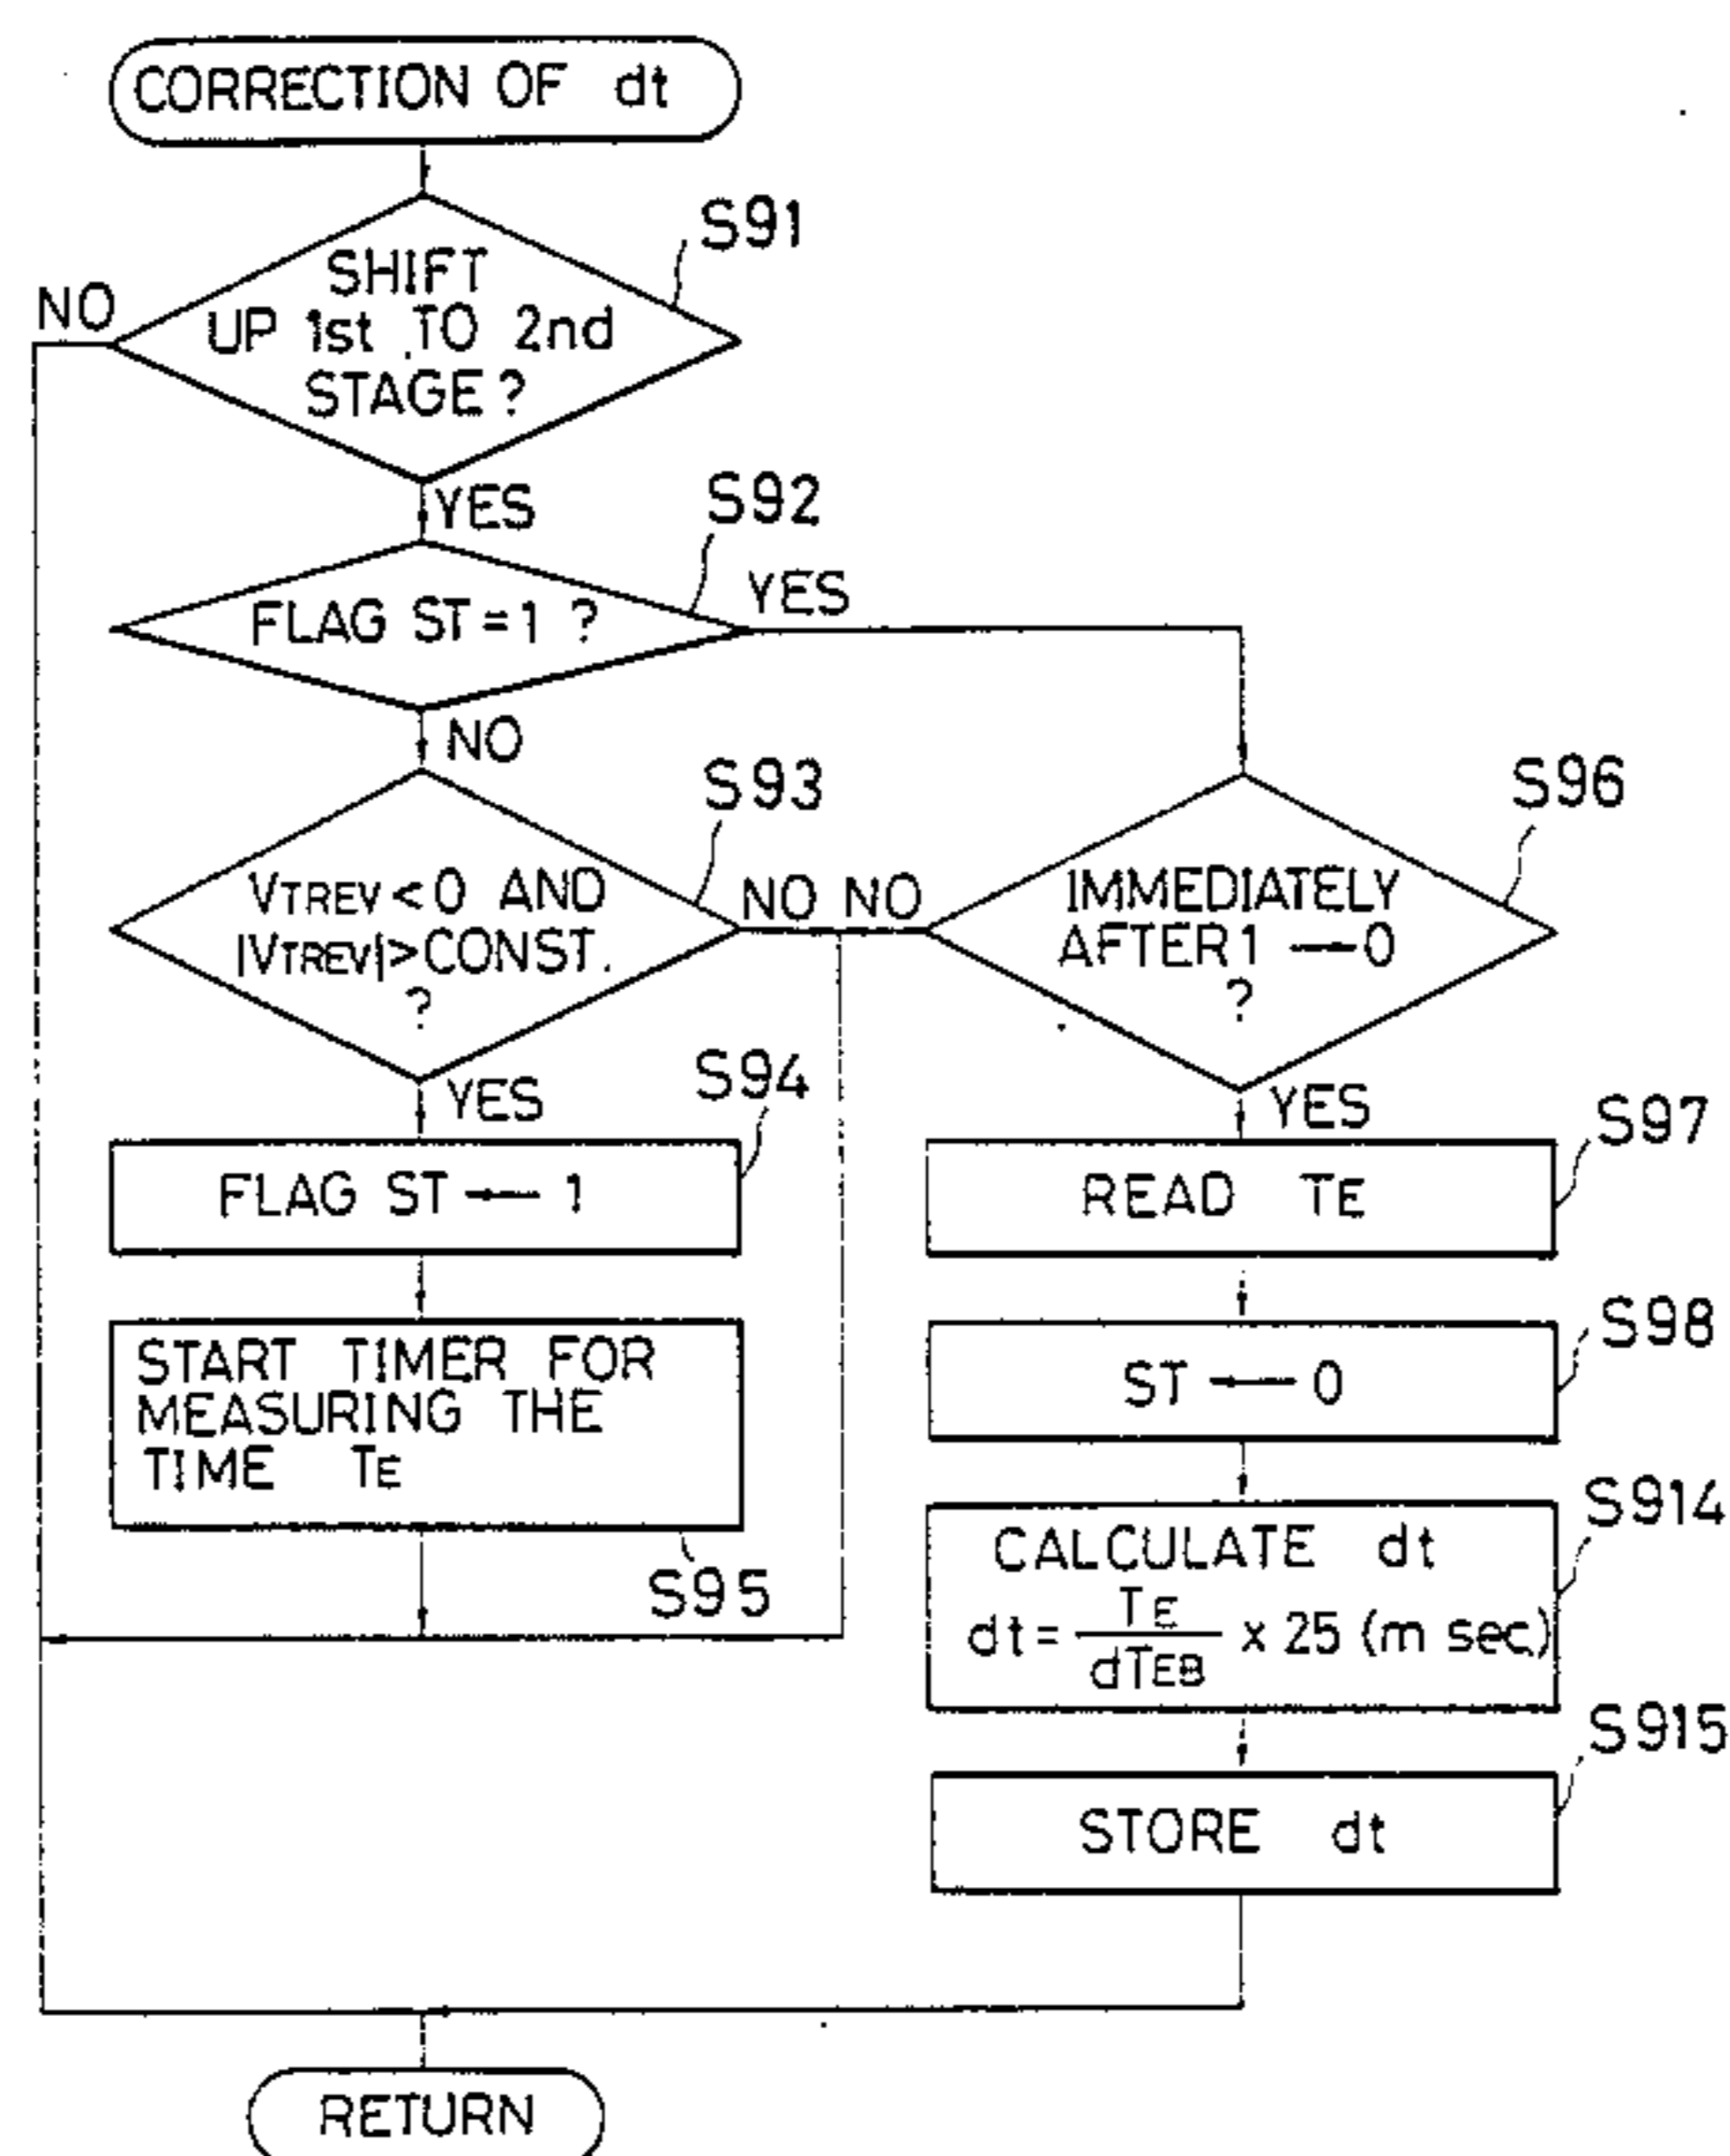 CORRECTION OF dt
S91
SHIFT
UP 1st TO 2nd
STAGE ?
NO
YES
S92
FLAG ST = 1 ?
YES
NO
S93
VTREV < 0 AND
|VTREV| > CONST.
?
NO
NO
S96
IMMEDIATELY
AFTER 1 → 0
?
YES
YES
S94
FLAG ST ← 1
S97
READ TE
START TIMER FOR
MEASURING THE
TIME TE
S95
S98
ST ← 0
S914
CALCULATE dt
dt = TE / dTEB x 25 (m sec)
S915
STORE dt
RETURN